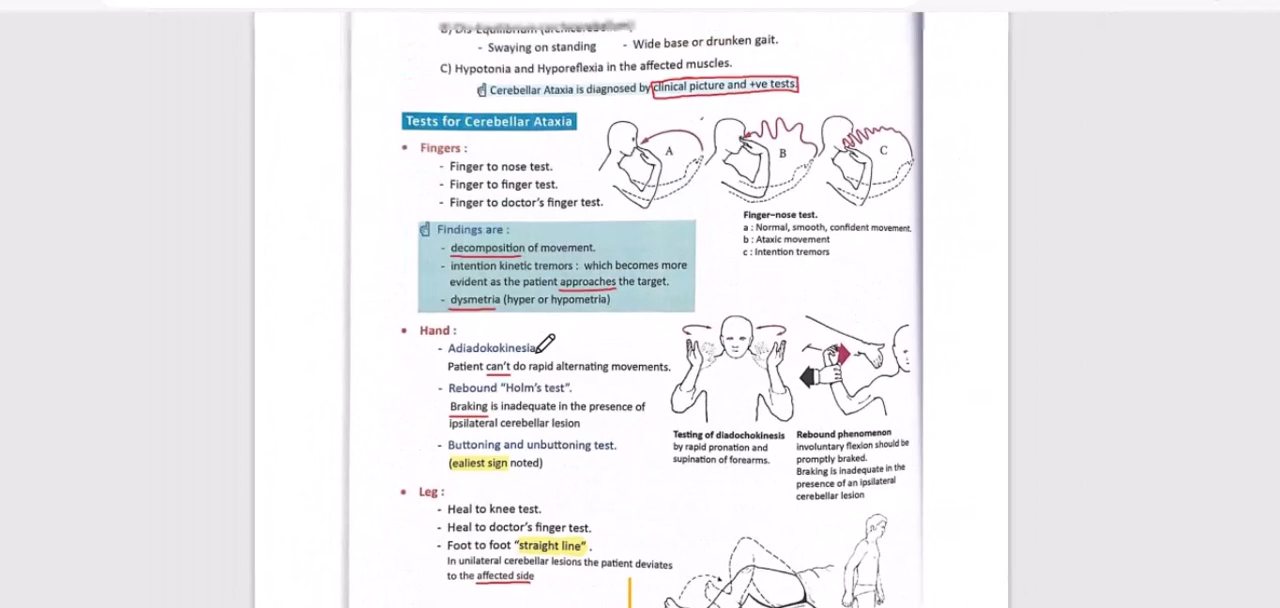 B) Dis-Equilibrium (archicerebellum)
- Swaying on standing - Wide base or drunken gait.
C) Hypotonia and Hyporeflexia in the affected muscles.
Cerebellar Ataxia is diagnosed by clinical picture and +ve tests.
Tests for Cerebellar Ataxia
• Fingers :
- Finger to nose test.
- Finger to finger test.
- Finger to doctor's finger test.
A
B
C
Finger-nose test.
a : Normal, smooth, confident movement.
b : Ataxic movement
c : Intention tremors
Findings are :
- decomposition of movement.
- intention kinetic tremors : which becomes more
evident as the patient approaches the target.
- dysmetria (hyper or hypometria)
• Hand :
- Adiadokokinesia
Patient can't do rapid alternating movements.
- Rebound "Holm's test".
Braking is inadequate in the presence of
ipsilateral cerebellar lesion
- Buttoning and unbuttoning test.
(ealiest sign noted)
Testing of diadochokinesis
by rapid pronation and
supination of forearms.
Rebound phenomenon
involuntary flexion should be
promptly braked.
Braking is inadequate in the
presence of an ipsilateral
cerebellar lesion
• Leg :
- Heal to knee test.
- Heal to doctor's finger test.
- Foot to foot "straight line" .
In unilateral cerebellar lesions the patient deviates
to the affected side